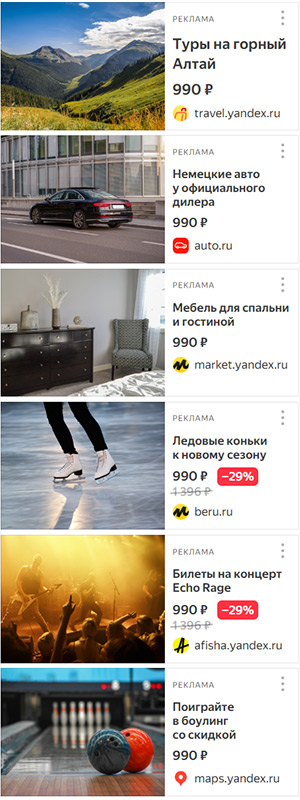 РЕКЛАМА
Туры на горный
Алтай
990 ₽
travel.yandex.ru
РЕКЛАМА
Немецкие авто
у официального
дилера
990 ₽
auto.ru
РЕКЛАМА
Мебель для спальни
и гостиной
990 ₽
market.yandex.ru
РЕКЛАМА
Ледовые коньки
к новому сезону
990 ₽ –29%
1 396 ₽
beru.ru
РЕКЛАМА
Билеты на концерт
Echo Rage
990 ₽ –29%
1 396 ₽
afisha.yandex.ru
РЕКЛАМА
Поиграйте
в боулинг
со скидкой
990 ₽
maps.yandex.ru